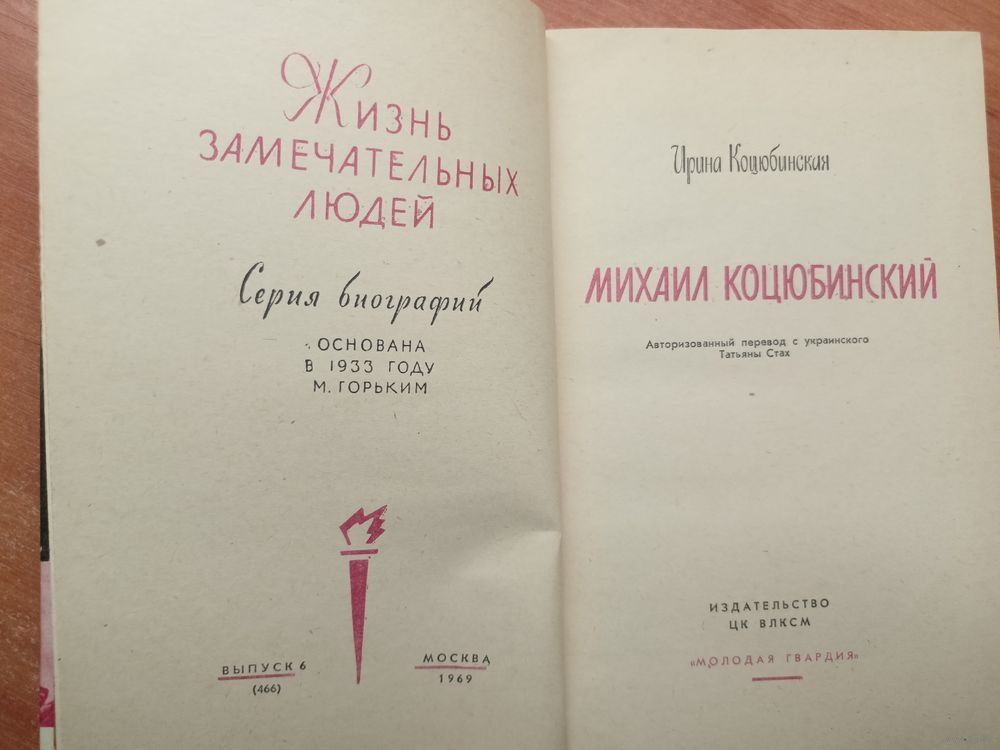 Жизнь
ЗАМЕЧАТЕЛЬНЫХ
ЛЮДЕЙ
Серия биографий
ОСНОВАНА
В 1933 ГОДУ
М. ГОРЬКИМ
ВЫПУСК 6
(466)
МОСКВА
1969
Ирина Коцюбинская
МИХАИЛ КОЦЮБИНСКИЙ
Авторизованный перевод с украинского
Татьяны Стах
ИЗДАТЕЛЬСТВО
ЦК ВЛКСМ
«МОЛОДАЯ ГВАРДИЯ»